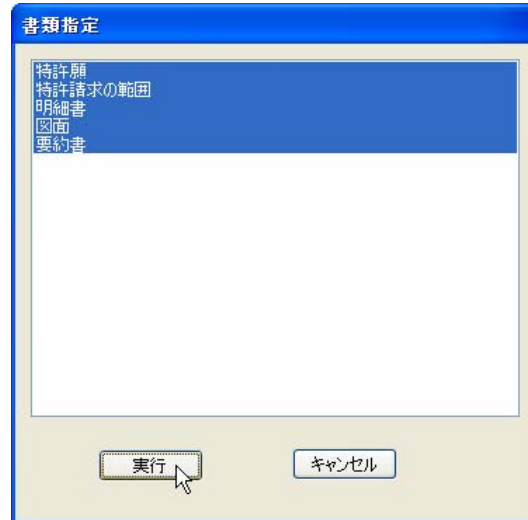 書類指定
特許願
特許請求の範囲
明細書
図面
要約書
実行
キャンセル